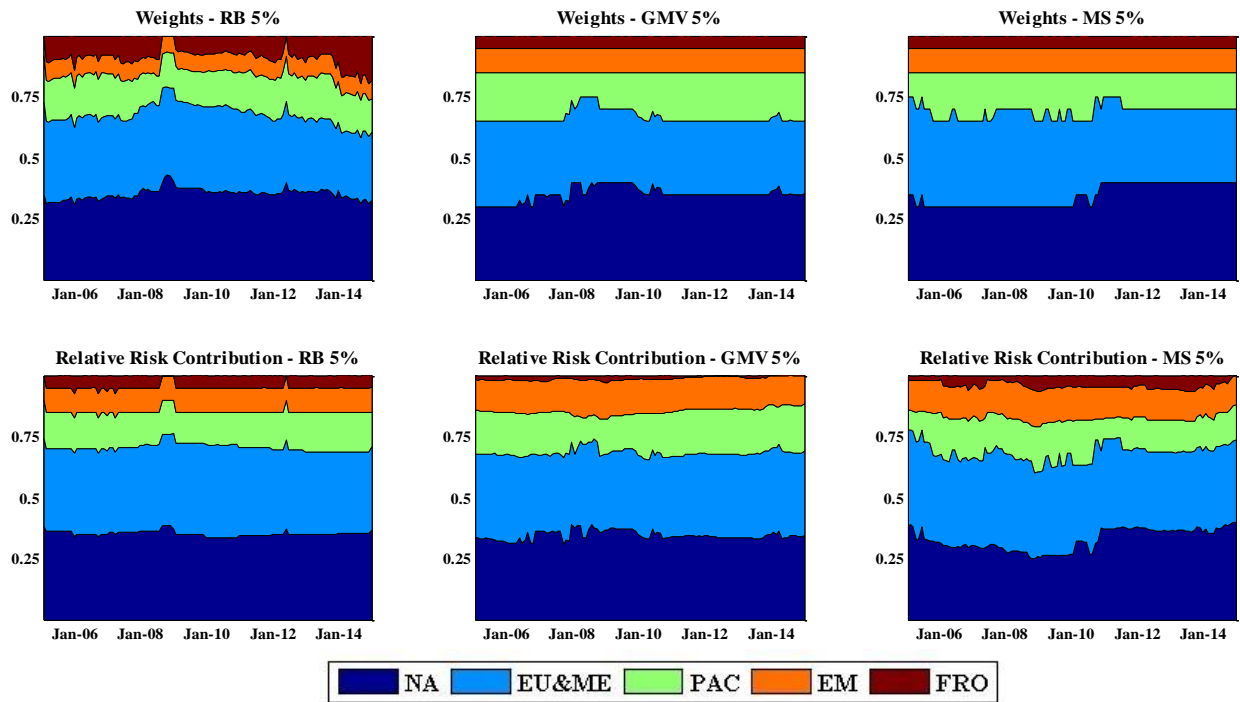 Weights - RB 5%
Weights - GMV 5%
Weights - MS 5%
0.75
0.5
0.25
Jan-06 Jan-08 Jan-10 Jan-12 Jan-14
0.75
0.5
0.25
Jan-06 Jan-08 Jan-10 Jan-12 Jan-14
0.75
0.5
0.25
Jan-06 Jan-08 Jan-10 Jan-12 Jan-14
Relative Risk Contribution - RB 5%
Relative Risk Contribution - GMV 5%
Relative Risk Contribution - MS 5%
0.75
0.5
0.25
Jan-06 Jan-08 Jan-10 Jan-12 Jan-14
0.75
0.5
0.25
Jan-06 Jan-08 Jan-10 Jan-12 Jan-14
0.75
0.5
0.25
Jan-06 Jan-08 Jan-10 Jan-12 Jan-14
NA EU&ME PAC EM FRO